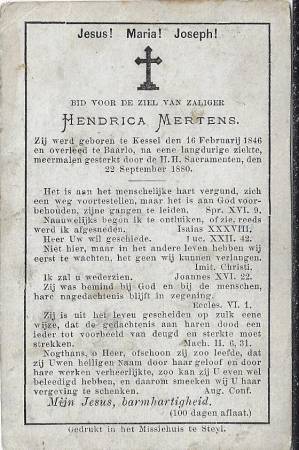 Jesus! Maria! Joseph!
BID VOOR DE ZIEL VAN ZALIGER
HENDRICA MERTENS.
Zij werd geboren te Kessel den 16 Februarij 1846
en overleed te Baarlo, na eene langdurige ziekte,
meermalen gesterkt door de H.H. Sacramenten, den
22 September 1880.
Het is aan het menschelijke hart vergund, zich
een weg voortestellen, maar het is aan God voor-
behouden, zijne gangen te leiden. Spr. XVI. 9.
Nauwelijks begon ik te ontluiken, of zie, reeds
werd ik afgesneden. Isaias XXXVIII,
Heer Uw wil geschiede. Luc. XXII. 42.
Niet hier, maar in het andere leven hebben wij
eerst te wachten, het geen wij kunnen verlangen.
Imit. Christi.
Ik zal u wederzien. Joannes XVI. 22.
Zij was bemind bij God en bij de menschen,
hare nagedachtenis blijft in zegening.
Eccles. VI. 1.
Zij is uit het leven gescheiden op zulk eene
wijze, dat de gedachtenis aan haren dood een
ieder tot voorbeeld van deugd en sterkte moet
strekken. Mach. II. 6, 31.
Nogthans, o Heer, ofschoon zij zoo leefde, dat
zij Uwen heiligen Naam door haar geloof en door
hare werken verheerlijkte, zoo kan zij U even wel
beleedigd hebben; daarom smeeken wij U haar
vergeving te schenken. Aug. Conf.
Mijn Jesus, barmhartigheid.
(100 dagen aflaat.)
Gedrukt in het Missiehuis te Steyl.